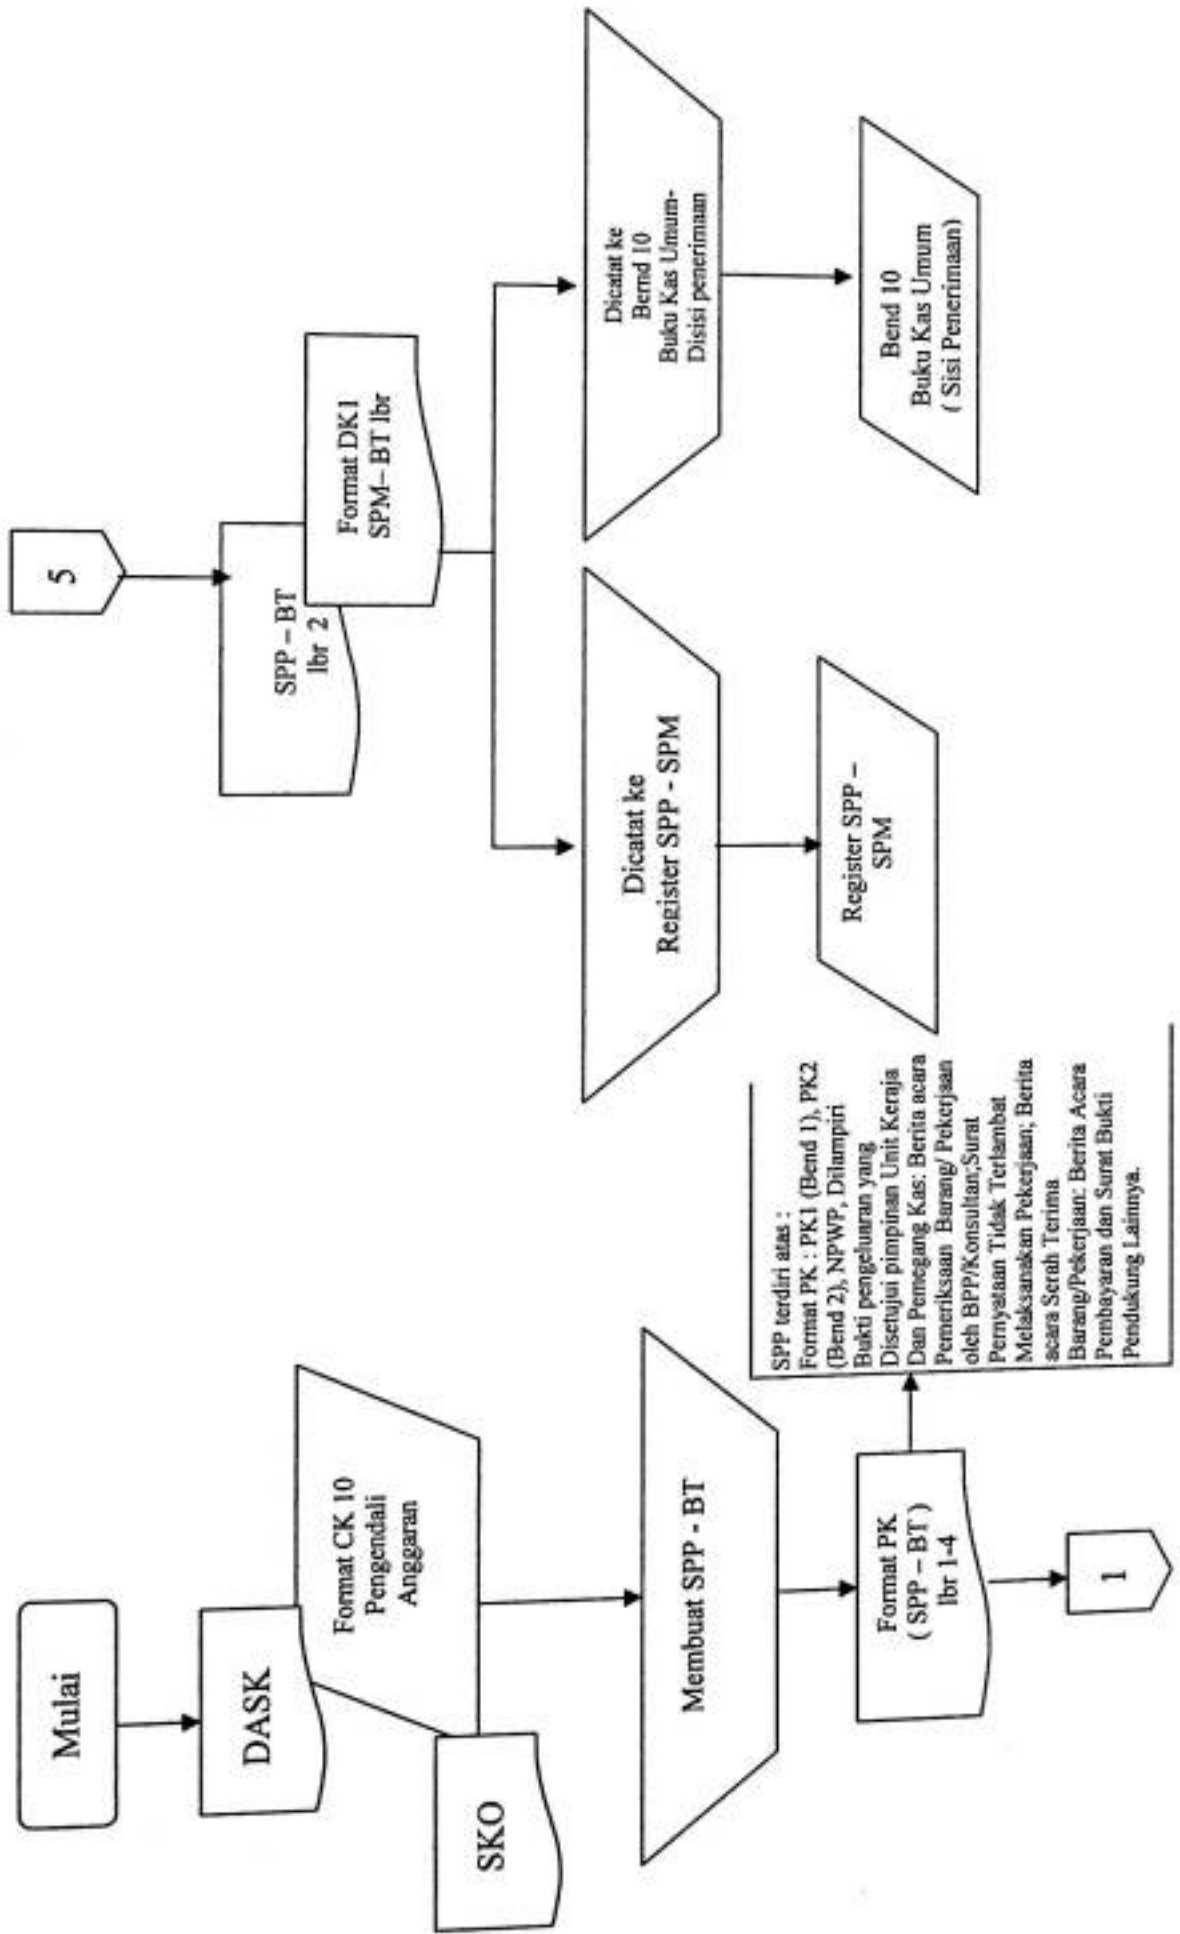 Mulai
DASK
Format CK 10
Pengendali
Anggaran
SKO
Membuat SPP - BT
Format PK
( SPP – BT )
lbr 1-4
1
SPP terdiri atas :
Format PK : PK1 (Bend 1), PK2
(Bend 2), NPWP, Dilampiri
Bukti pengeluaran yang
Disetujui pimpinan Unit Keraja
Dan Pemegang Kas: Berita acara
Pemeriksaan Barang/ Pekerjaan
oleh BPP/Konsultan;Surat
Pernyataan Tidak Terlambat
Melaksanakan Pekerjaan; Berita
acara Serah Terima
Barang/Pekerjaan: Berita Acara
Pembayaran dan Surat Bukti
Pendukung Lainnya.
5
SPP – BT
lbr 2
Format DK1
SPM– BT lbr
Dicatat ke
Register SPP - SPM
Register SPP –
SPM
Dicatat ke
Bernd 10
Buku Kas Umum-
Disisi penerimaan
Bend 10
Buku Kas Umum
( Sisi Penerimaan)